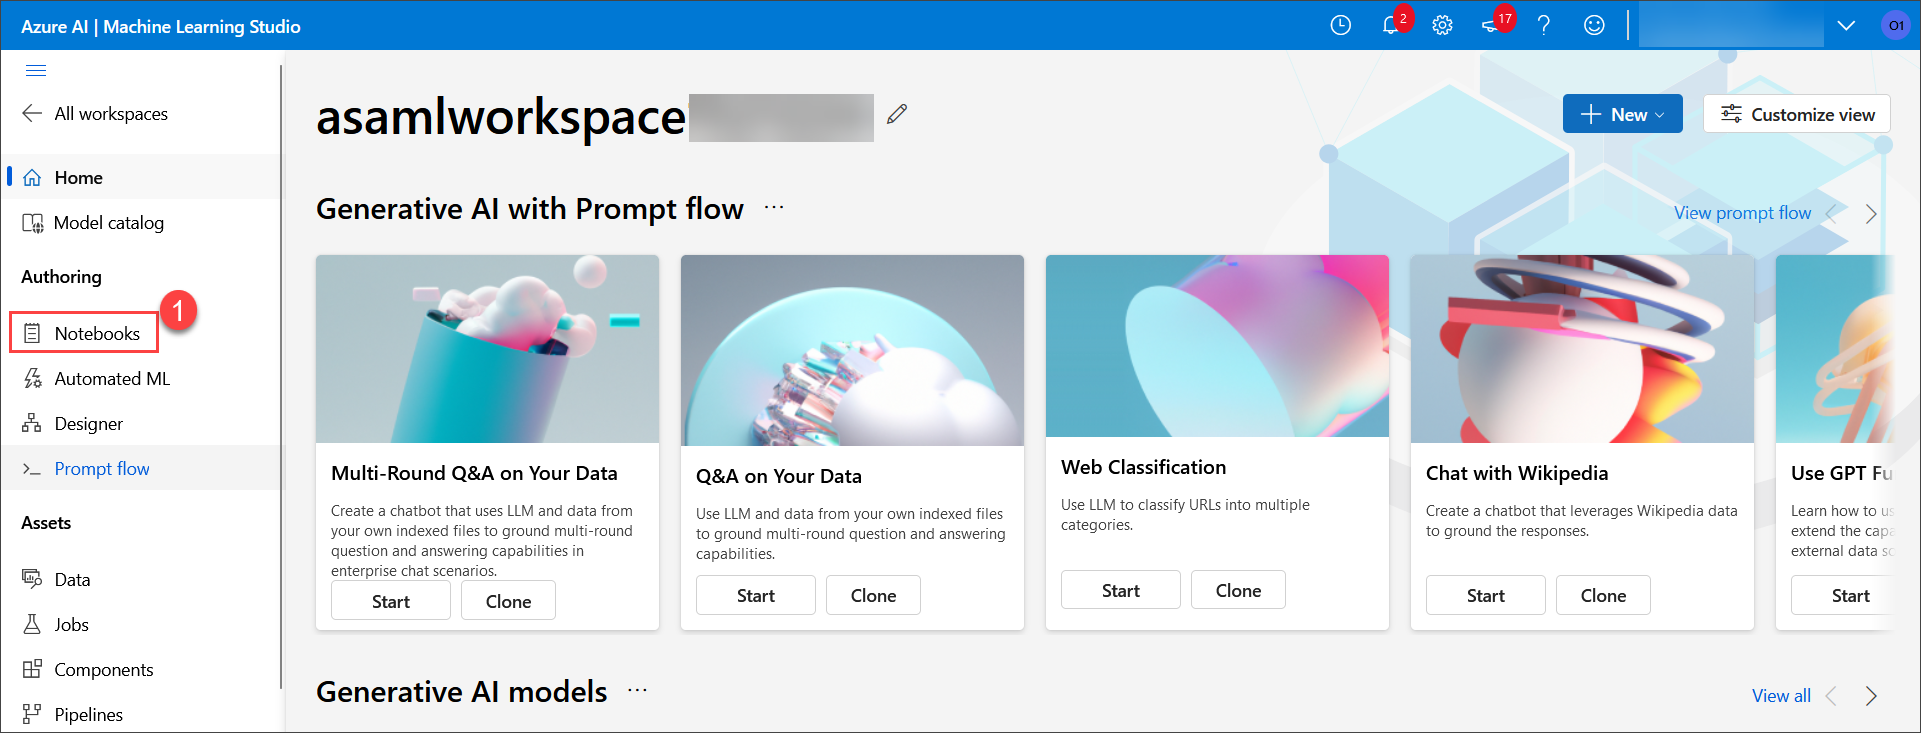 Azure AI | Machine Learning Studio
2
17
?
O1
All workspaces
Home
Model catalog
Authoring
Notebooks
1
Automated ML
Designer
Prompt flow
Assets
Data
Jobs
Components
Pipelines
asamlworkspace
New
Customize view
Generative AI with Prompt flow ...
View prompt flow
Multi-Round Q&A on Your Data
Create a chatbot that uses LLM and data from
your own indexed files to ground multi-round
question and answering capabilities in
enterprise chat scenarios.
Start Clone
Q&A on Your Data
Use LLM and data from your own indexed files
to ground multi-round question and answering
capabilities.
Start Clone
Web Classification
Use LLM to classify URLs into multiple
categories.
Start Clone
Chat with Wikipedia
Create a chatbot that leverages Wikipedia data
to ground the responses.
Start Clone
Use GPT Fu
Learn how to us
extend the capa
external data so
Start
Generative AI models ...
View all